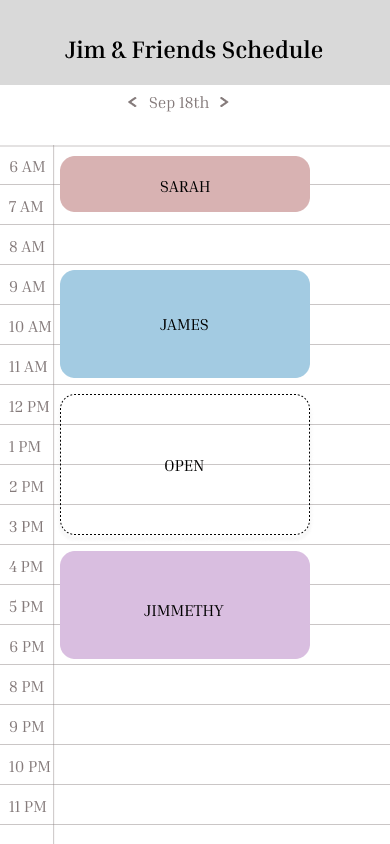 Jim & Friends Schedule
< Sep 18th >
6 AM
SARAH
7 AM
8 AM
9 AM
10 AM
JAMES
11 AM
12 PM
1 PM
OPEN
2 PM
3 PM
4 PM
5 PM
JIMMETHY
6 PM
8 PM
9 PM
10 PM
11 PM